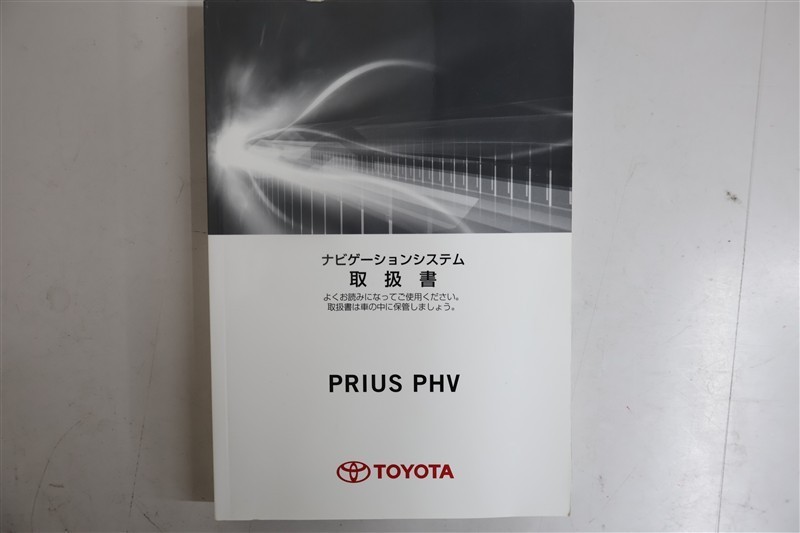 ナビゲーションシステム
取扱書
よくお読みになってご使用ください。
取扱書は車の中に保管しましょう。
PRIUS PHV
TOYOTA